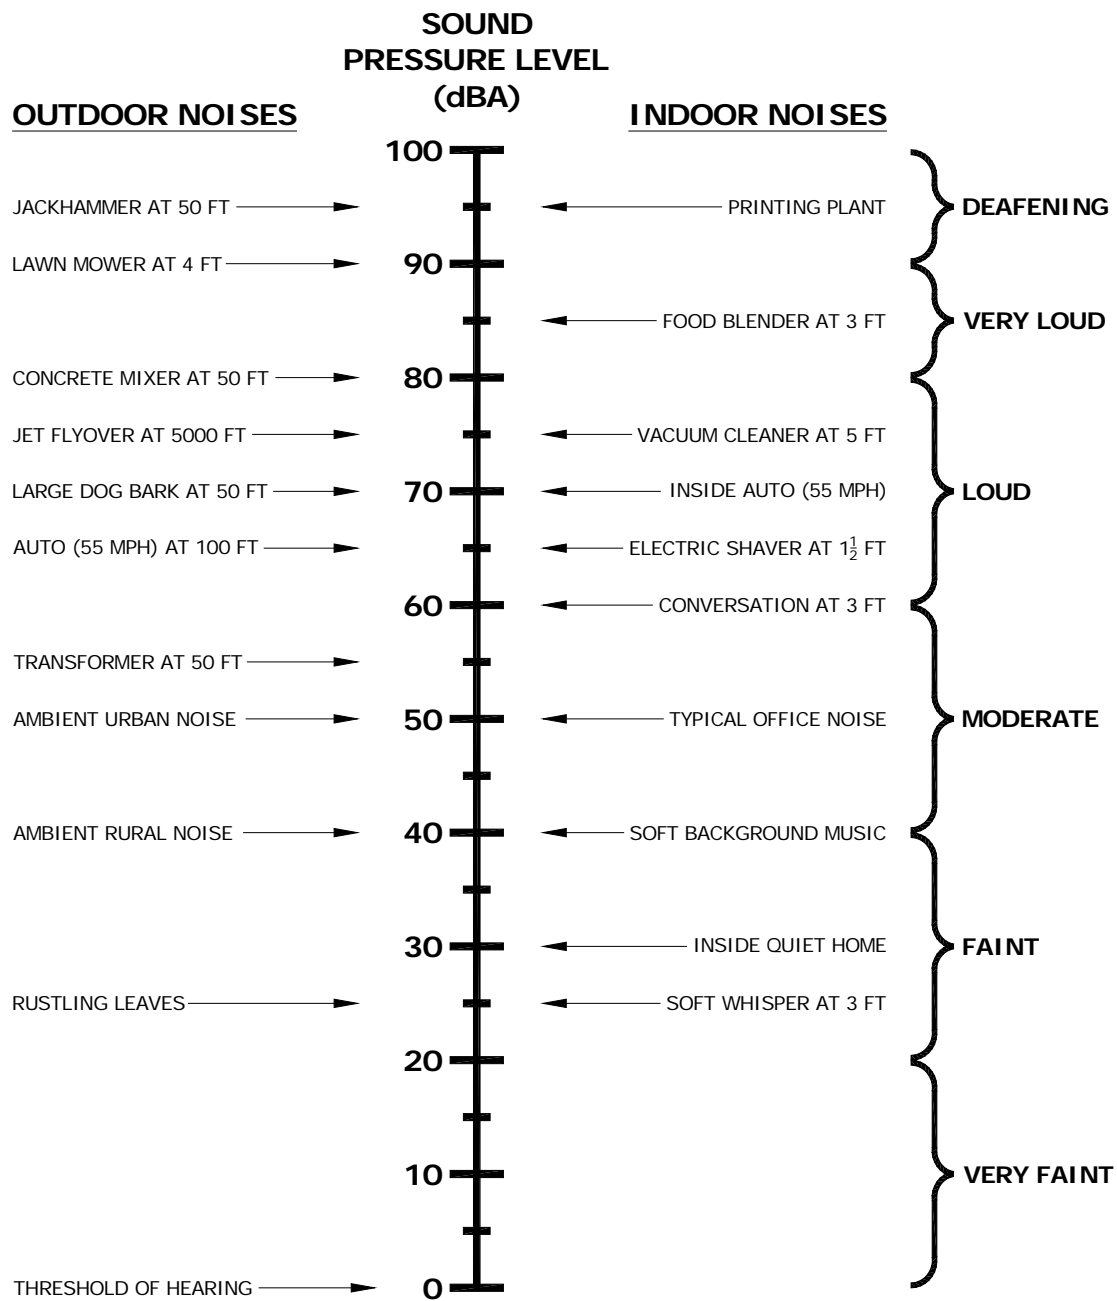 SOUND
PRESSURE LEVEL
(dBA)
OUTDOOR NOISES
INDOOR NOISES
100
JACKHAMMER AT 50 FT
PRINTING PLANT
DEAFENING
LAWN MOWER AT 4 FT
90
FOOD BLENDER AT 3 FT
VERY LOUD
CONCRETE MIXER AT 50 FT
80
JET FLYOVER AT 5000 FT
VACUUM CLEANER AT 5 FT
LARGE DOG BARK AT 50 FT
70
INSIDE AUTO (55 MPH)
LOUD
AUTO (55 MPH) AT 100 FT
ELECTRIC SHAVER AT 1½ FT
60
CONVERSATION AT 3 FT
TRANSFORMER AT 50 FT
AMBIENT URBAN NOISE
50
TYPICAL OFFICE NOISE
MODERATE
AMBIENT RURAL NOISE
40
SOFT BACKGROUND MUSIC
30
INSIDE QUIET HOME
FAINT
RUSTLING LEAVES
SOFT WHISPER AT 3 FT
20
10
VERY FAINT
THRESHOLD OF HEARING
0